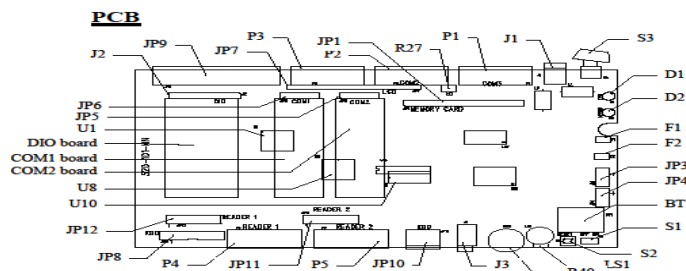 PCB
JP9 P3 JP1 P1 J1 S3
J2 JP7 P2 R27
COM2 COM3
LCD
D1
JP6 DIO COM1 COM2 MEMORY CARD
JP5 D2
U1 F1
DIO board F2
COM1 board JP3
COM2 board JP4
U8 BT
U10 S1
READER 1 READER 2
JP12
READER 1 READER 2
JP8 P4 JP11 P5 JP10 J3 S2 LS1